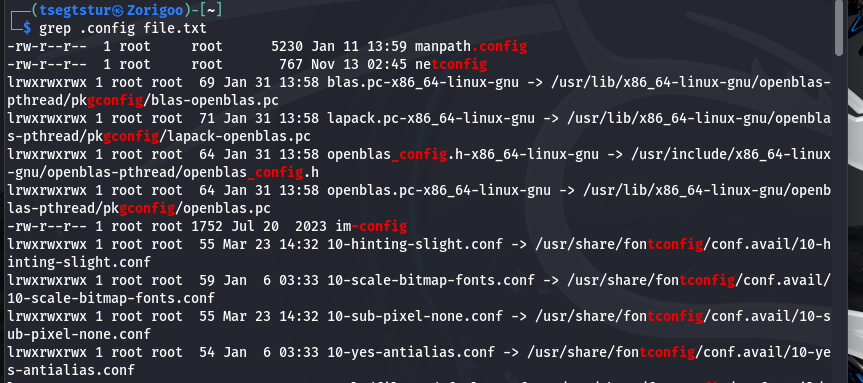 ┌──(tsegtstur㉿Zorigoo)-[~]
└─$ grep .config file.txt
-rw-r--r--  1 root     root      5230 Jan 11 13:59 manpath.config
-rw-r--r--  1 root     root       767 Nov 13 02:45 netconfig
lrwxrwxrwx 1 root root  69 Jan 31 13:58 blas.pc-x86_64-linux-gnu -> /usr/lib/x86_64-linux-gnu/openblas-
pthread/pkgconfig/blas-openblas.pc
lrwxrwxrwx 1 root root  71 Jan 31 13:58 lapack.pc-x86_64-linux-gnu -> /usr/lib/x86_64-linux-gnu/openbla
s-pthread/pkgconfig/lapack-openblas.pc
lrwxrwxrwx 1 root root  64 Jan 31 13:58 openblas_config.h-x86_64-linux-gnu -> /usr/include/x86_64-linux
-gnu/openblas-pthread/openblas_config.h
lrwxrwxrwx 1 root root  64 Jan 31 13:58 openblas.pc-x86_64-linux-gnu -> /usr/lib/x86_64-linux-gnu/openb
las-pthread/pkgconfig/openblas.pc
-rw-r--r-- 1 root root 1752 Jul 20  2023 im-config
lrwxrwxrwx 1 root root  55 Mar 23 14:32 10-hinting-slight.conf -> /usr/share/fontconfig/conf.avail/10-h
inting-slight.conf
lrwxrwxrwx 1 root root  59 Jan  6 03:33 10-scale-bitmap-fonts.conf -> /usr/share/fontconfig/conf.avail/
10-scale-bitmap-fonts.conf
lrwxrwxrwx 1 root root  55 Mar 23 14:32 10-sub-pixel-none.conf -> /usr/share/fontconfig/conf.avail/10-s
ub-pixel-none.conf
lrwxrwxrwx 1 root root  54 Jan  6 03:33 10-yes-antialias.conf -> /usr/share/fontconfig/conf.avail/10-ye
s-antialias.conf